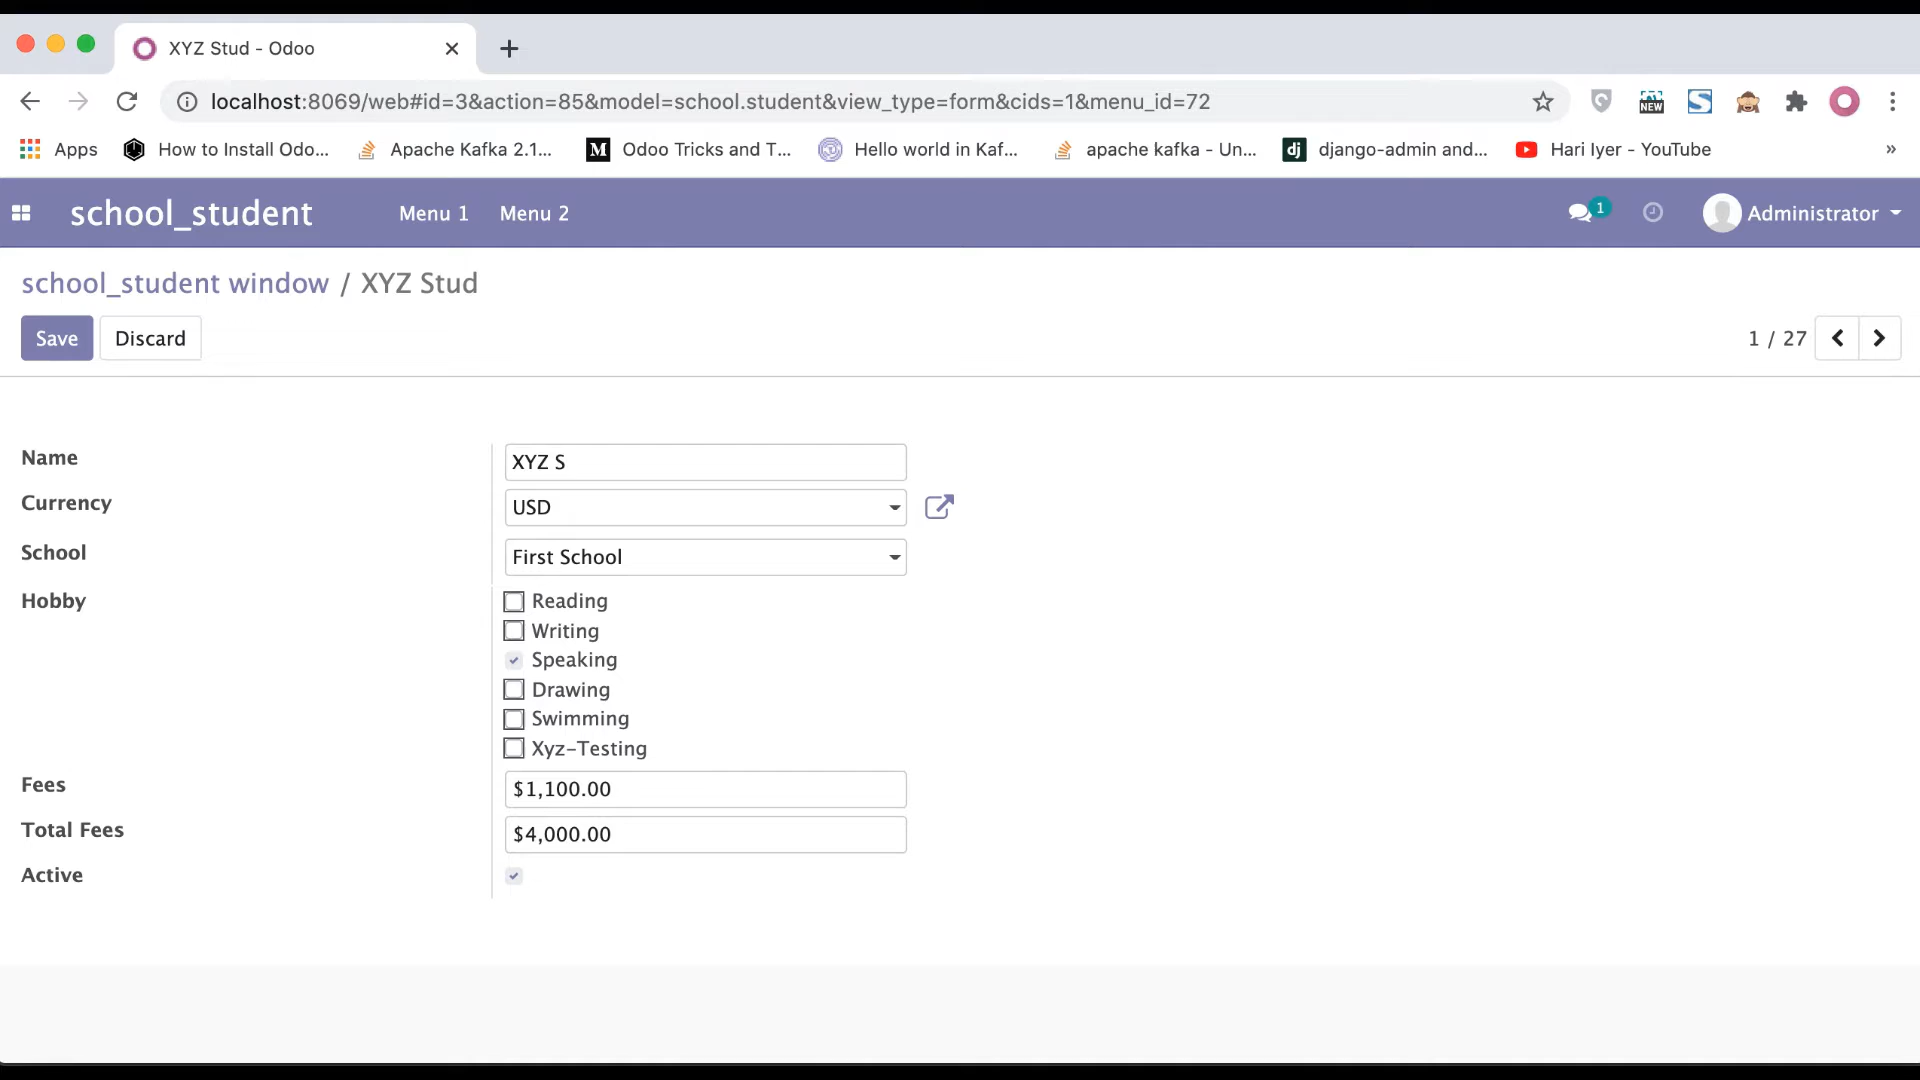 XYZ Stud - Odoo
localhost:8069/web#id=3&action=85&model=school.student&view_type=form&cids=1&menu_id=72
NEW
Apps
How to Install Odo...
Apache Kafka 2.1...
M
Odoo Tricks and T...
Hello world in Kaf...
apache kafka - Un...
dj
django-admin and...
Hari Iyer - YouTube
»
school_student
Menu 1
Menu 2
1
Administrator
school_student window / XYZ Stud
Save
Discard
1 / 27
Name
XYZ S
Currency
USD
School
First School
Hobby
Reading
Writing
Speaking
Drawing
Swimming
Xyz-Testing
Fees
$1,100.00
Total Fees
$4,000.00
Active